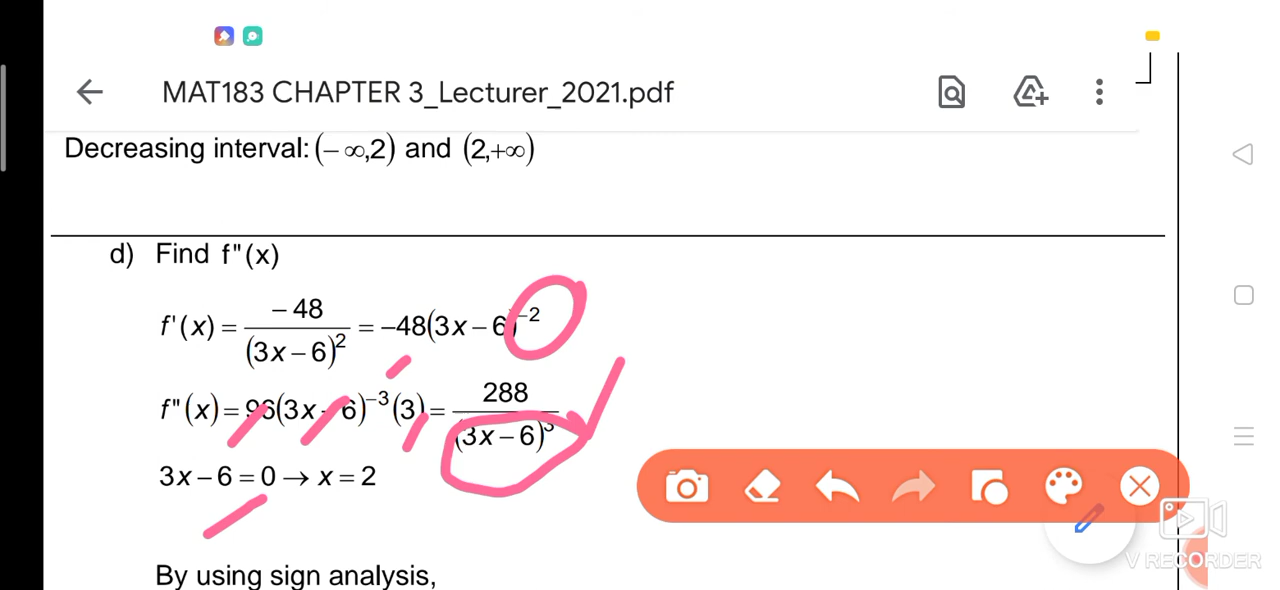 MAT183 CHAPTER 3_Lecturer_2021.pdf
Decreasing interval: (−∞,2) and (2,+∞)
d) Find f"(x)
f'(x) = −48/(3x−6)² = −48(3x−6)⁻²
f"(x) = 96(3x−6)⁻³(3) = 288/(3x−6)³
3x−6=0→x=2
By using sign analysis,
V RECORDER